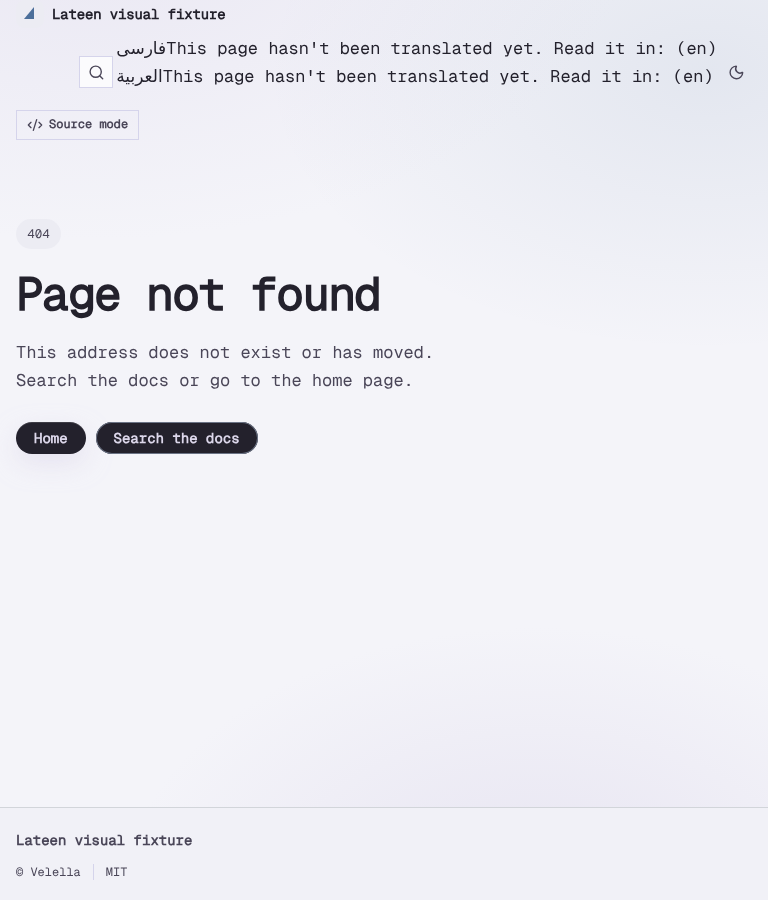 Lateen visual fixture
فارسیThis page hasn't been translated yet. Read it in: (en)
العربيةThis page hasn't been translated yet. Read it in: (en)
Source mode
404
Page not found
This address does not exist or has moved.
Search the docs or go to the home page.
Home
Search the docs
Lateen visual fixture
© Velella
MIT